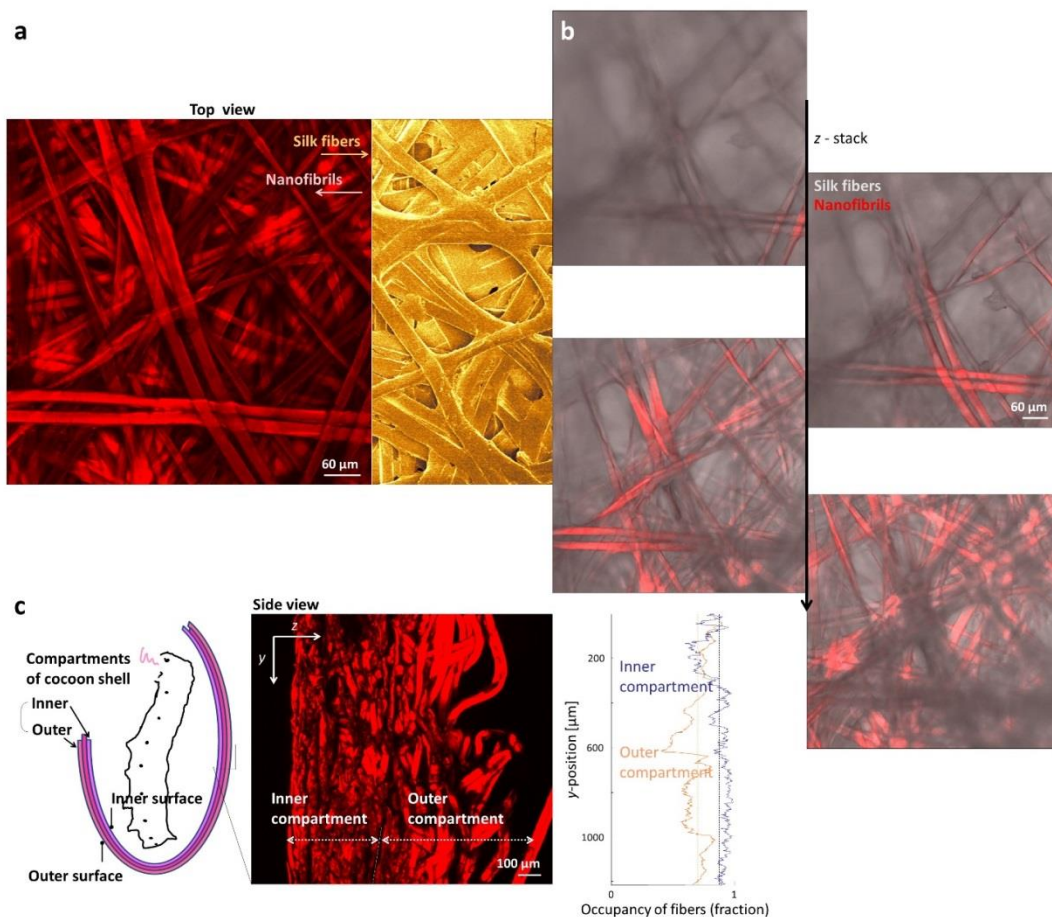 a
Top view
Silk fibers
Nanofibrils
60 µm
b
z - stack
Silk fibers
Nanofibrils
60 µm
c
Compartments
of cocoon shell
Inner
Outer
Inner surface
Outer surface
Side view
z
y
Inner
compartment
Outer
compartment
100 µm
200
600
1000
y-position [µm]
Inner
compartment
Outer
compartment
0
1
Occupancy of fibers (fraction)